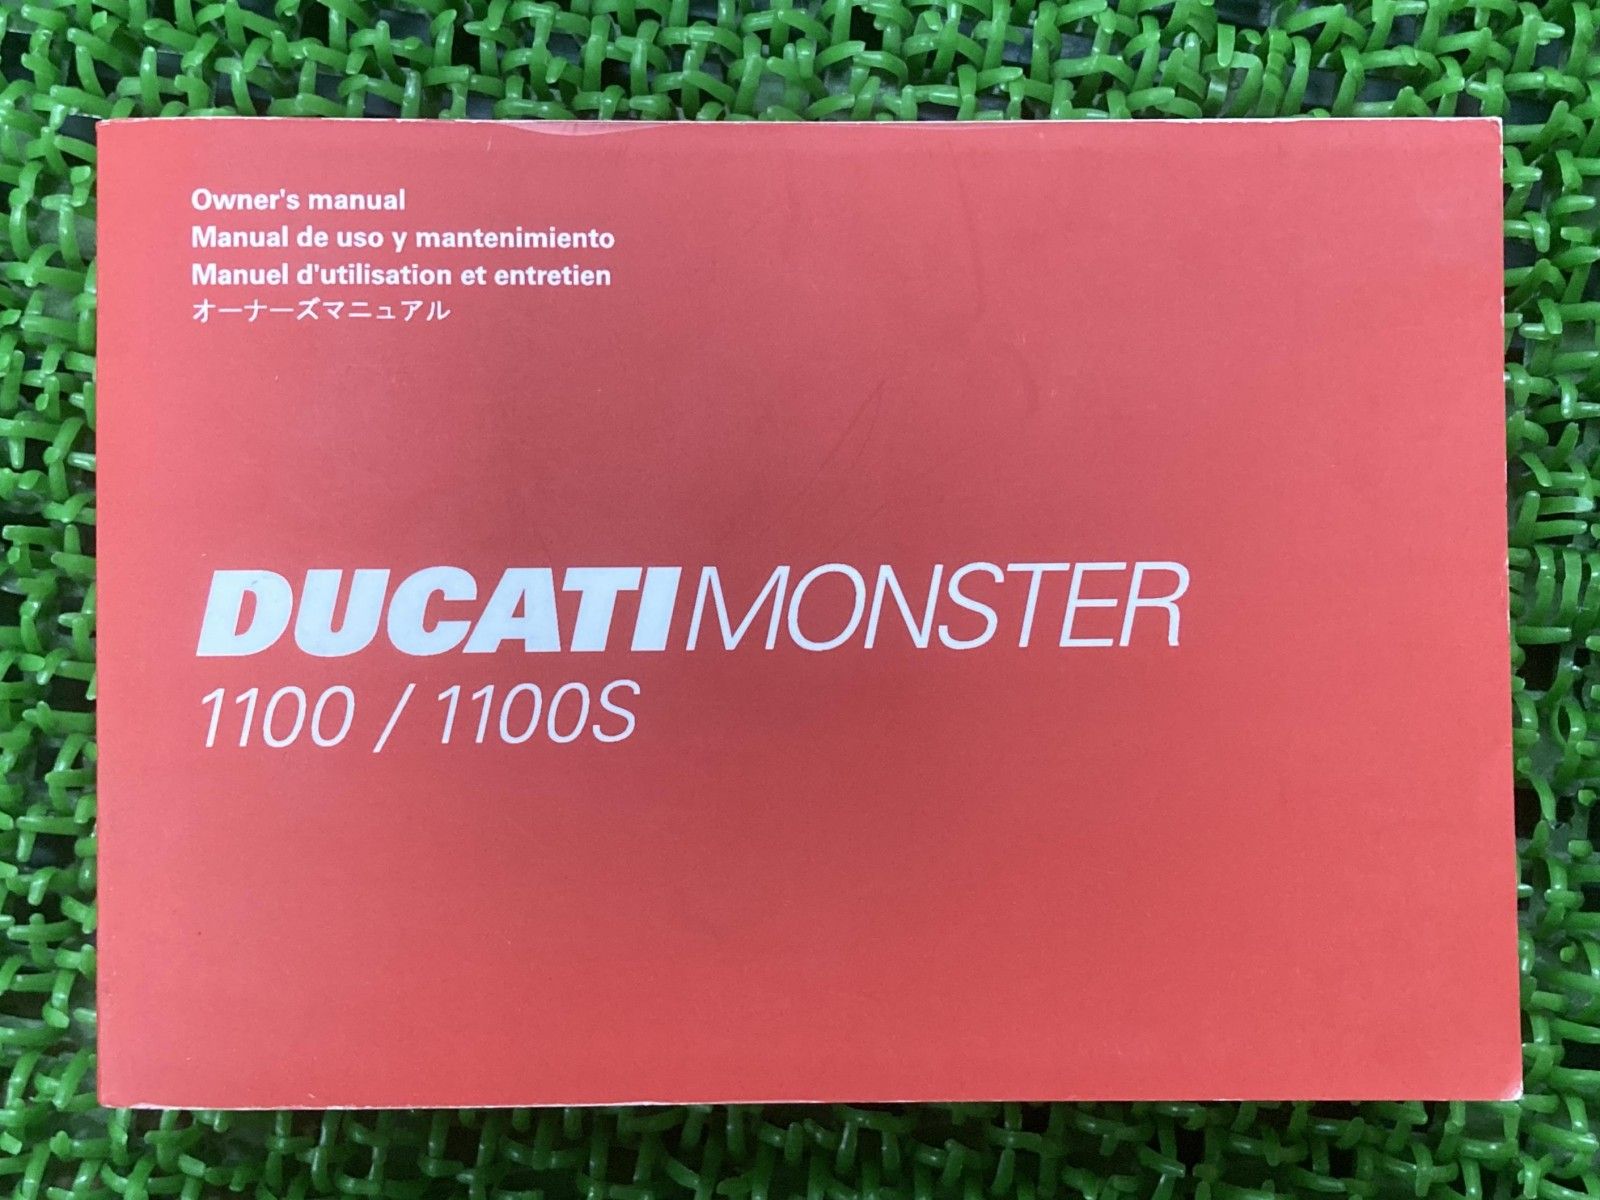 Owner's manual
Manual de uso y mantenimiento
Manuel d'utilisation et entretien
オーナーズマニュアル
DUCATIMONSTER
1100 / 1100S